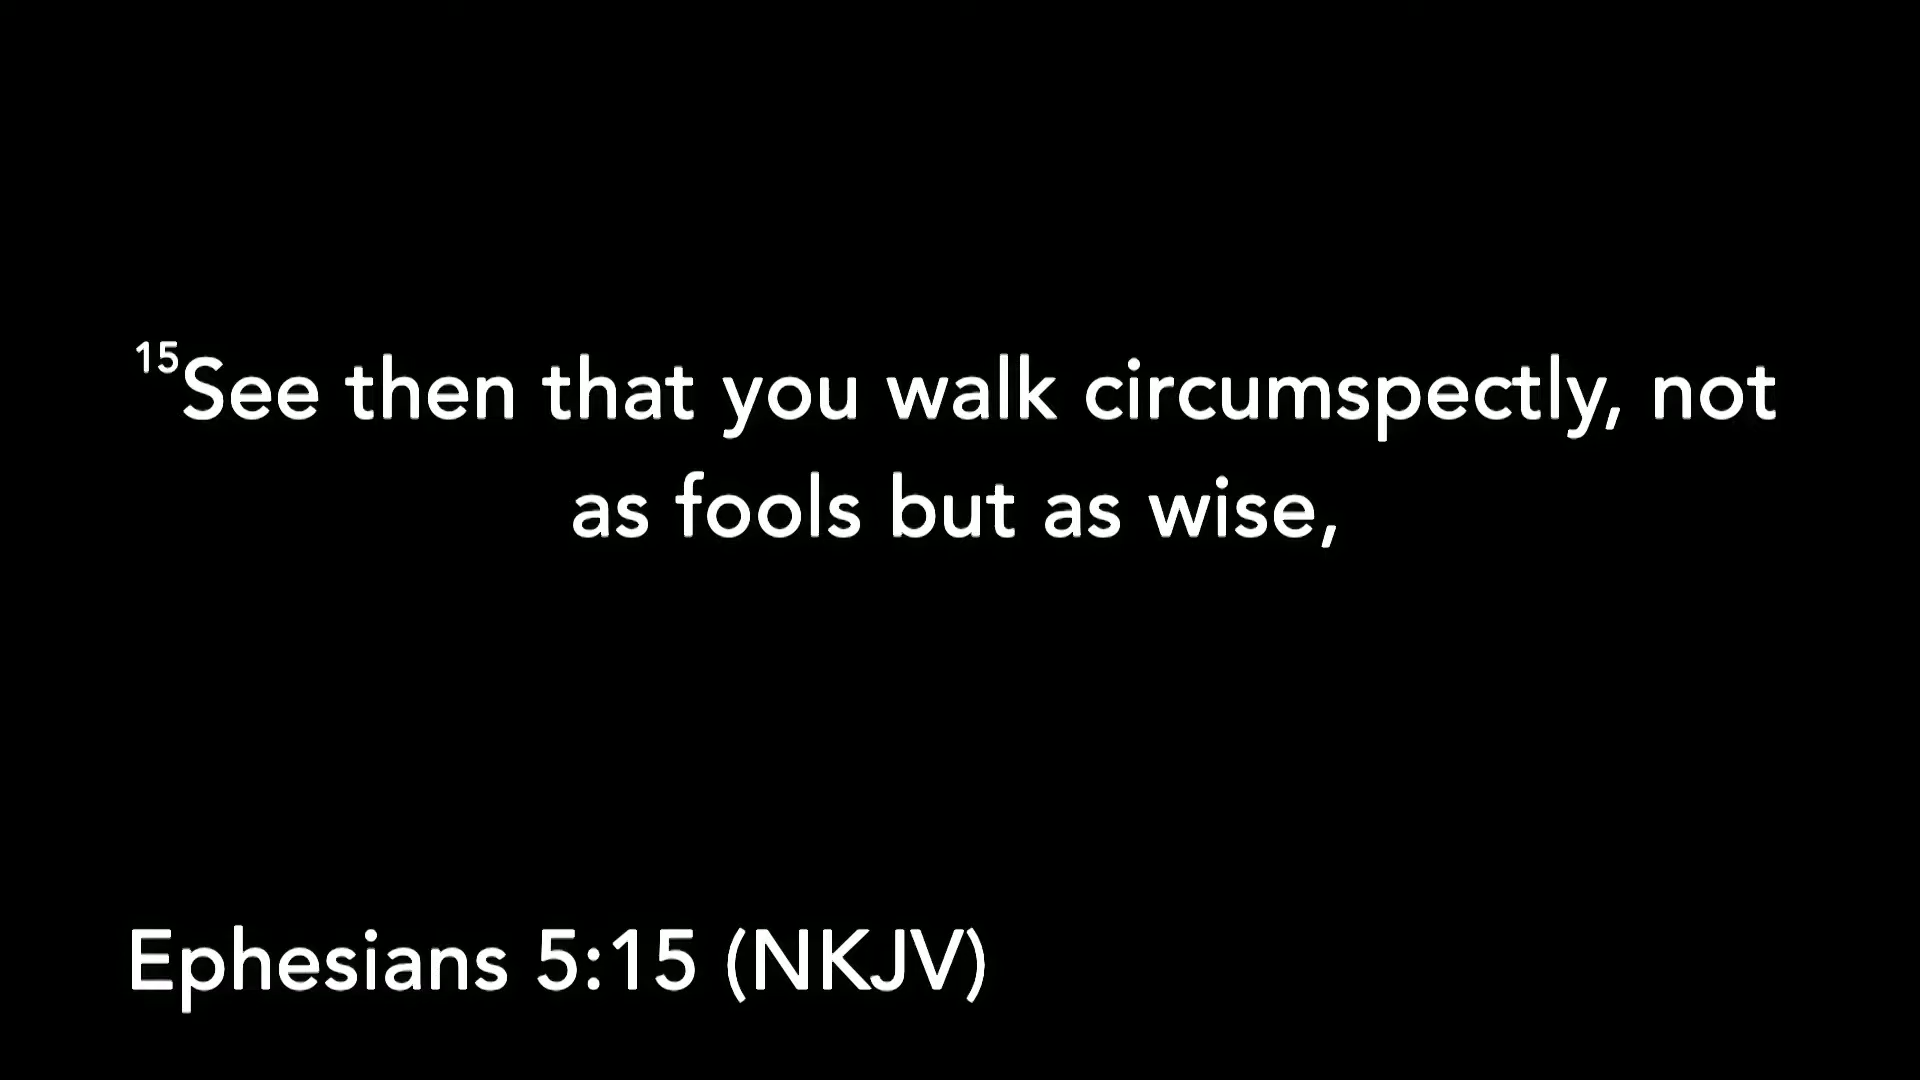 15See then that you walk circumspectly, not
as fools but as wise,
Ephesians 5:15 (NKJV)